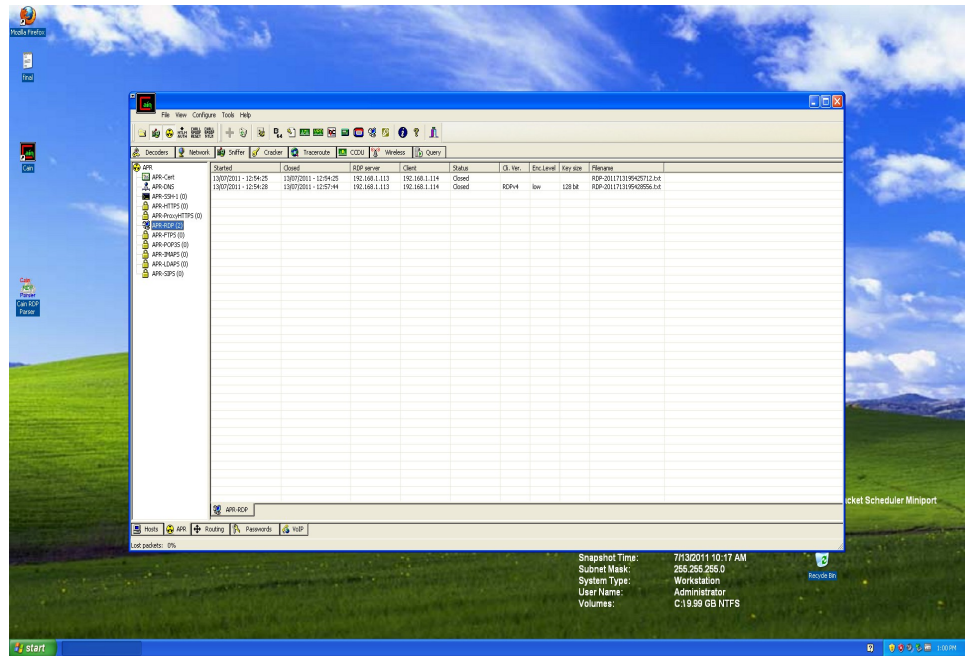 Mozilla Firefox
final
Cain
Cain RDP
Parser
File View Configure Tools Help
Decoders Network Sniffer Cracker Traceroute CCDU Wireless Query
APR
APR-Cert
APR-DNS
APR-SSH-1 (0)
APR-HTTPS (0)
APR-ProxyHTTPS (0)
APR-RDP (2)
APR-FTPS (0)
APR-POP3S (0)
APR-IMAPS (0)
APR-LDAPS (0)
APR-SIPS (0)
Started Closed RDP server Client Status Cli. Ver. Enc.Level Key size Filename
13/07/2011 - 12:54:25 13/07/2011 - 12:54:25 192.168.1.113 192.168.1.114 Closed RDP-201171319542571​2.txt
13/07/2011 - 12:54:28 13/07/2011 - 12:57:44 192.168.1.113 192.168.1.114 Closed RDPv4 low 128 bit RDP-2011713195428556.txt
APR-RDP
Hosts APR Routing Passwords VoIP
Lost packets: 0%
cket Scheduler Miniport
Snapshot Time: 7/13/2011 10:17 AM
Subnet Mask: 255.255.255.0
System Type: Workstation
User Name: Administrator
Volumes: C:\9.99 GB NTFS
Recycle Bin
start
1:00 PM